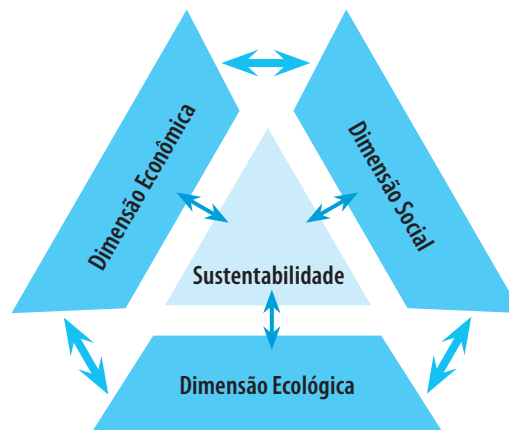 Dimensão Econômica
Dimensão Social
Sustentabilidade
Dimensão Ecológica